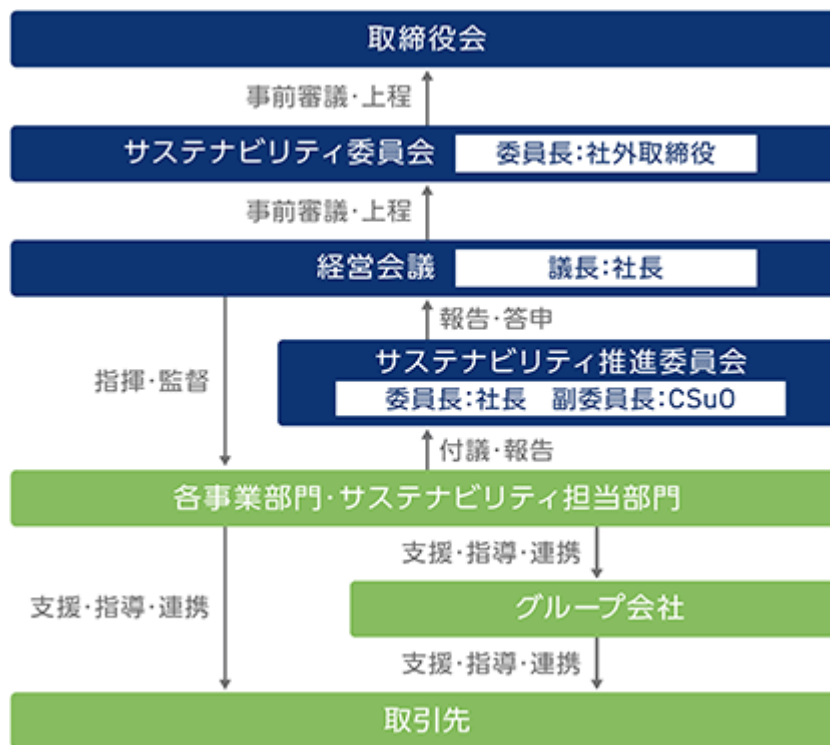 取締役会
事前審議・上程
サステナビリティ委員会 委員長：社外取締役
事前審議・上程
経営会議 議長：社長
報告・答申
サステナビリティ推進委員会
指揮・監督
委員長：社長 副委員長：CSuO
付議・報告
各事業部門・サステナビリティ担当部門
支援・指導・連携
グループ会社
支援・指導・連携
支援・指導・連携
取引先